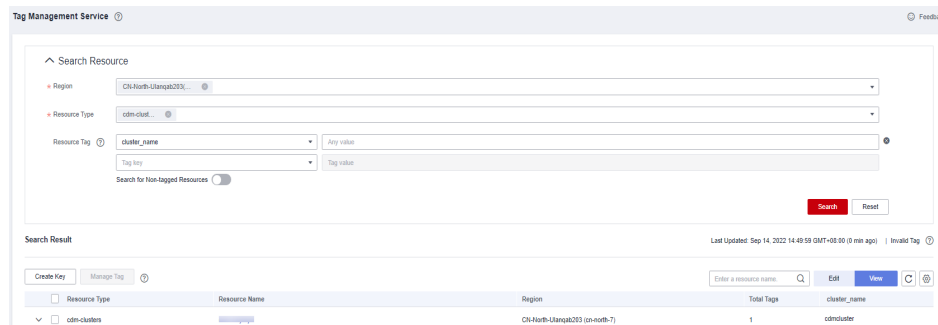 Tag Management Service
Feedba
Search Resource
* Region CN-North-Ulanqab203(...
* Resource Type cdm-clust...
Resource Tag cluster_name Any value
Tag key Tag value
Search for Non-tagged Resources
Search Reset
Search Result Last Updated: Sep 14, 2022 14:49:59 GMT+08:00 (0 min ago) | Invalid Tag
Create Key Manage Tag Enter a resource name. Edit View
Resource Type Resource Name Region Total Tags cluster_name
cdm-clusters CN-North-Ulanqab203 (cn-north-7) 1 cdmcluster